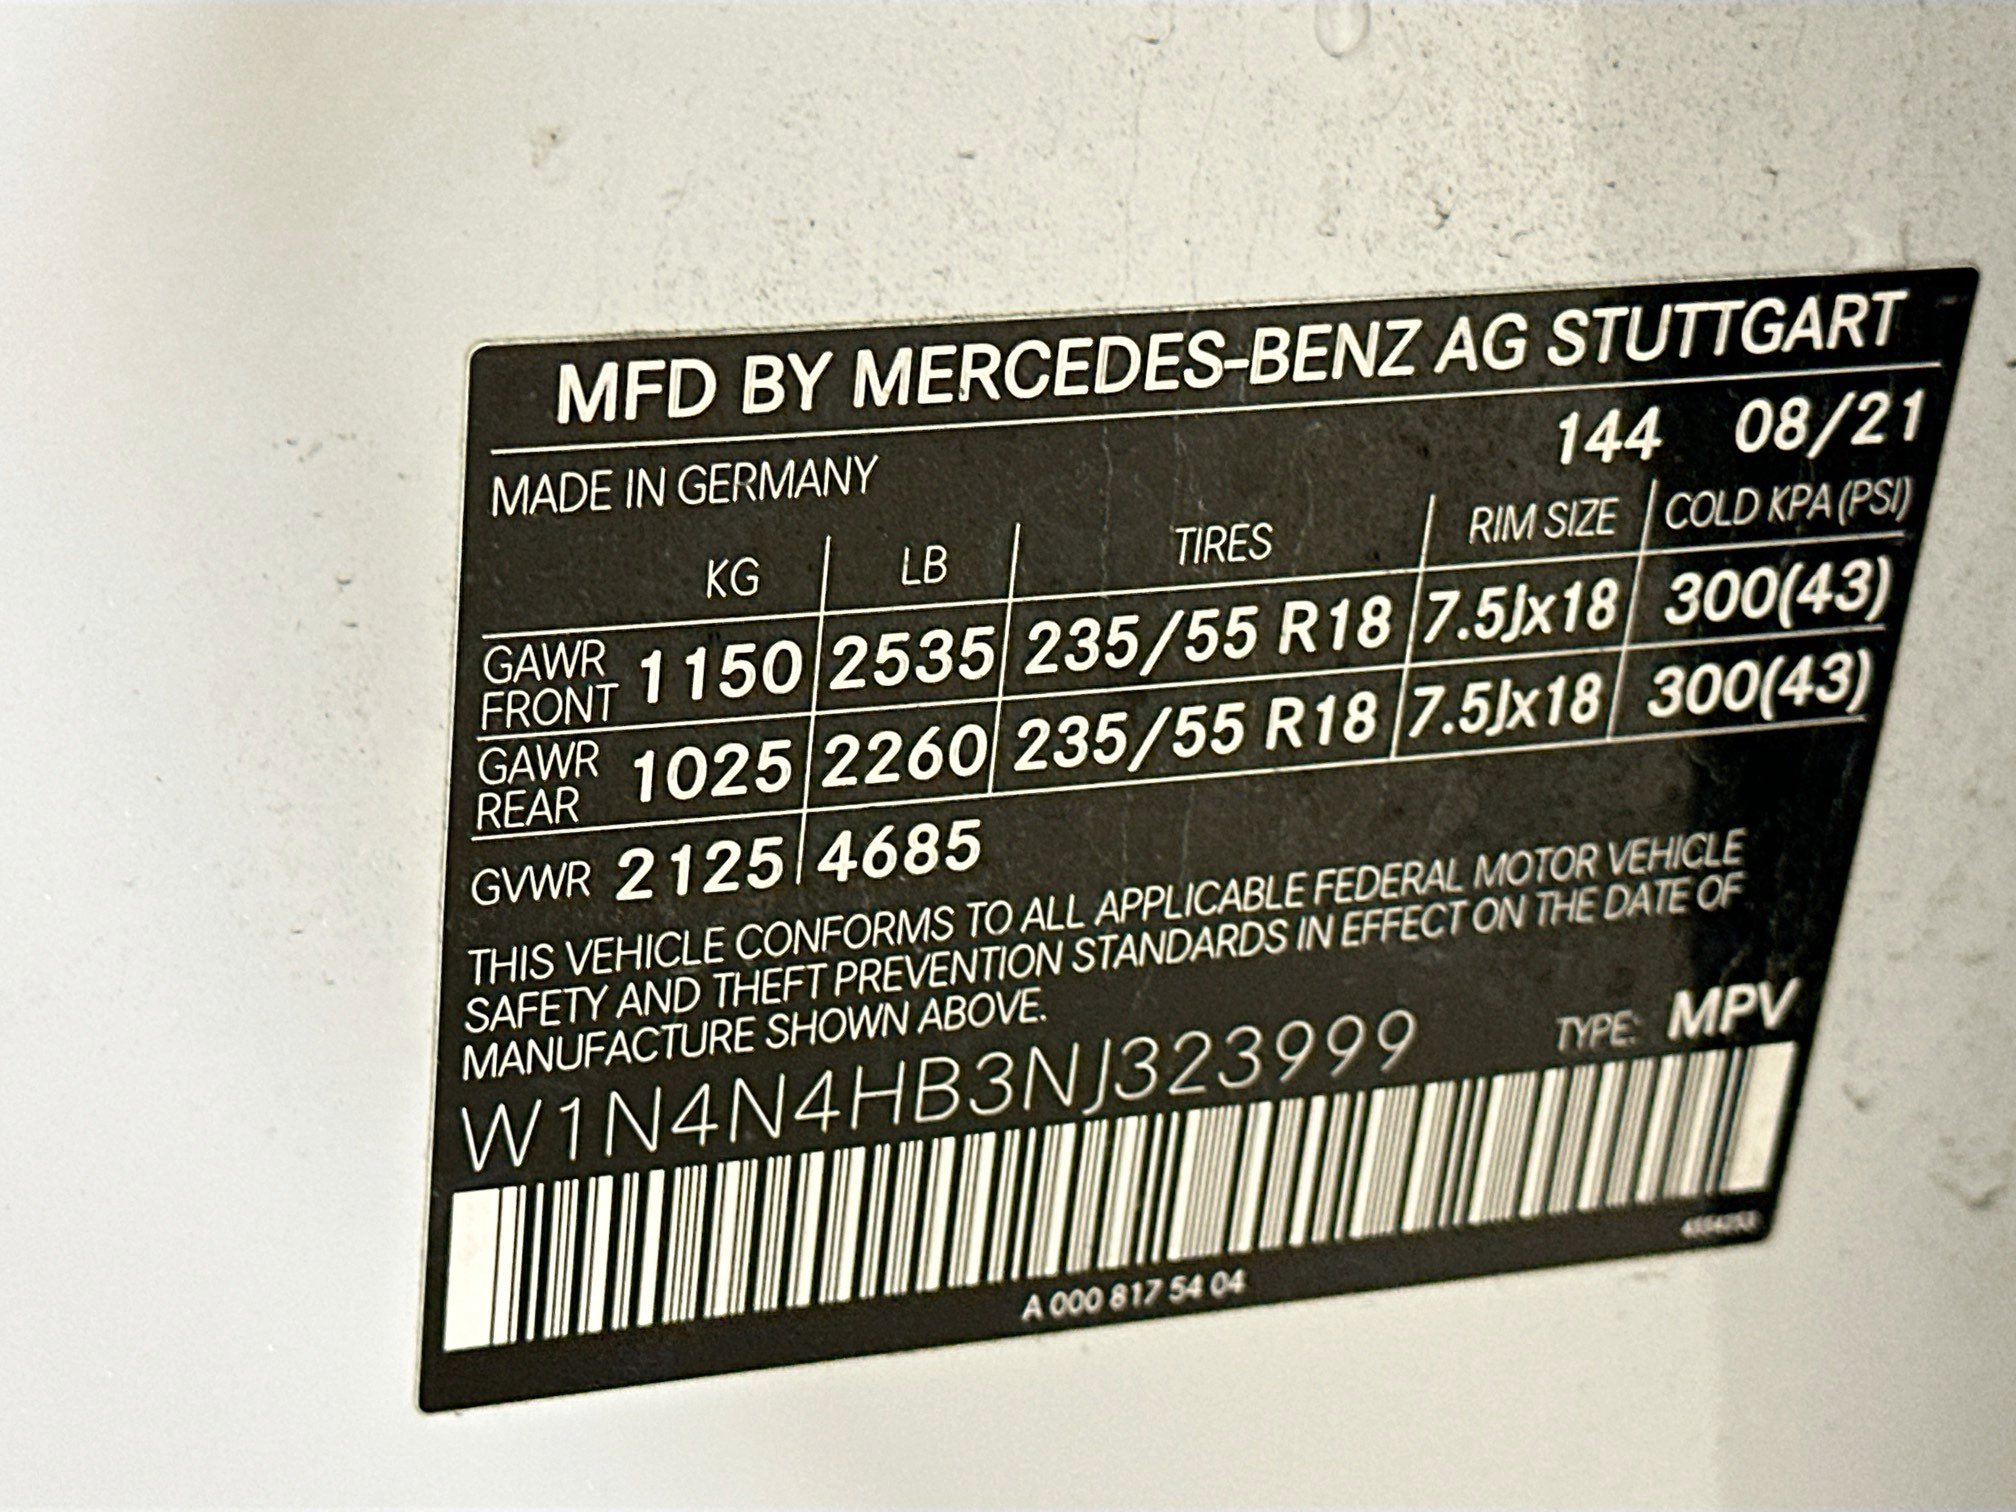 MFD BY MERCEDES-BENZ AG STUTTGART
MADE IN GERMANY 144 08/21
KG LB TIRES RIM SIZE COLD KPA (PSI)
GAWR FRONT 1150 2535 235/55 R18 7.5Jx18 300(43)
GAWR REAR 1025 2260 235/55 R18 7.5Jx18 300(43)
GVWR 2125 4685
THIS VEHICLE CONFORMS TO ALL APPLICABLE FEDERAL MOTOR VEHICLE
SAFETY AND THEFT PREVENTION STANDARDS IN EFFECT ON THE DATE OF
MANUFACTURE SHOWN ABOVE.
W1N4N4HB3NJ323999 TYPE: MPV
A 000 817 54 04